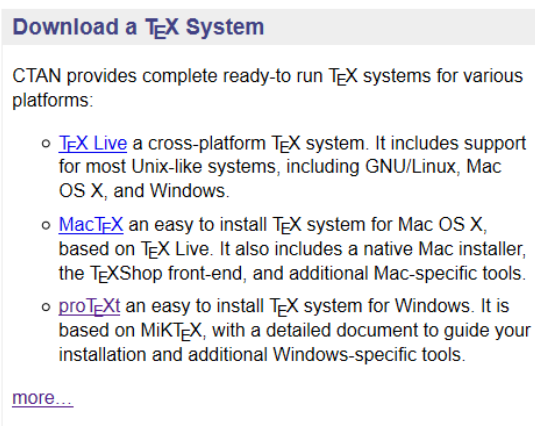 Download a TEX System
CTAN provides complete ready-to run TEX systems for various
platforms:
TEX Live a cross-platform TEX system. It includes support
for most Unix-like systems, including GNU/Linux, Mac
OS X, and Windows.
MacTEX an easy to install TEX system for Mac OS X,
based on TEX Live. It also includes a native Mac installer,
the TEXShop front-end, and additional Mac-specific tools.
proTEXt an easy to install TEX system for Windows. It is
based on MiKTEX, with a detailed document to guide your
installation and additional Windows-specific tools.
more...